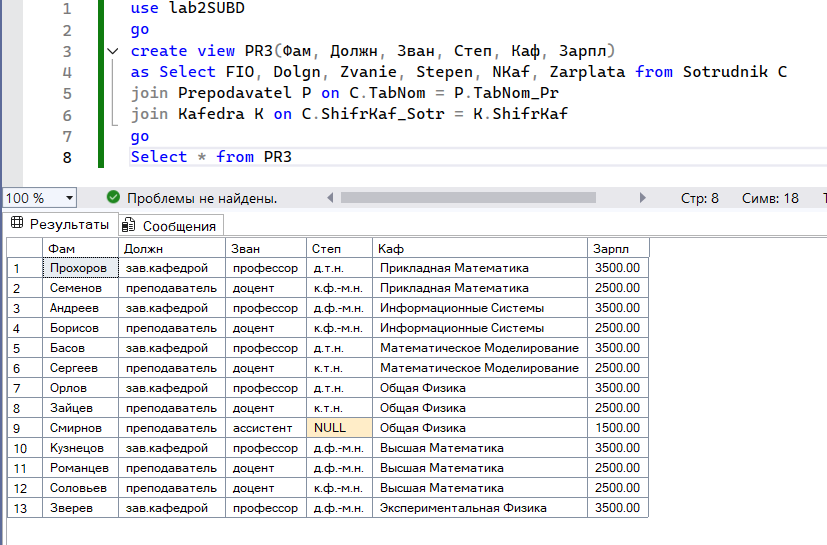 1 use lab2SUBD
2 go
3 create view PR3(Фам, Должн, Зван, Степ, Каф, Зарпл)
4 as Select FIO, Dolgn, Zvanie, Stepen, NKaf, Zarplata from Sotrudnik C
5 join Prepodavatel P on C.TabNom = P.TabNom_Pr
6 join Kafedra K on C.ShifrKaf_Sotr = K.ShifrKaf
7 go
8 Select * from PR3
100 % Проблемы не найдены. Стр: 8 Симв: 18
Результаты Сообщения
Фам Должн Зван Степ Каф Зарпл
1 Прохоров зав.кафедрой профессор д.т.н. Прикладная Математика 3500.00
2 Семенов преподаватель доцент к.ф.-м.н. Прикладная Математика 2500.00
3 Андреев зав.кафедрой профессор д.ф.-м.н. Информационные Системы 3500.00
4 Борисов преподаватель доцент к.ф.-м.н. Информационные Системы 2500.00
5 Басов зав.кафедрой профессор д.т.н. Математическое Моделирование 3500.00
6 Сергеев преподаватель доцент к.т.н. Математическое Моделирование 2500.00
7 Орлов зав.кафедрой профессор д.т.н. Общая Физика 3500.00
8 Зайцев преподаватель доцент к.т.н. Общая Физика 2500.00
9 Смирнов преподаватель ассистент NULL Общая Физика 1500.00
10 Кузнецов зав.кафедрой профессор д.ф.-м.н. Высшая Математика 3500.00
11 Романцев преподаватель доцент д.ф.-м.н. Высшая Математика 2500.00
12 Соловьев преподаватель доцент к.ф.-м.н. Высшая Математика 2500.00
13 Зверев зав.кафедрой профессор д.ф.-м.н. Экспериментальная Физика 3500.00